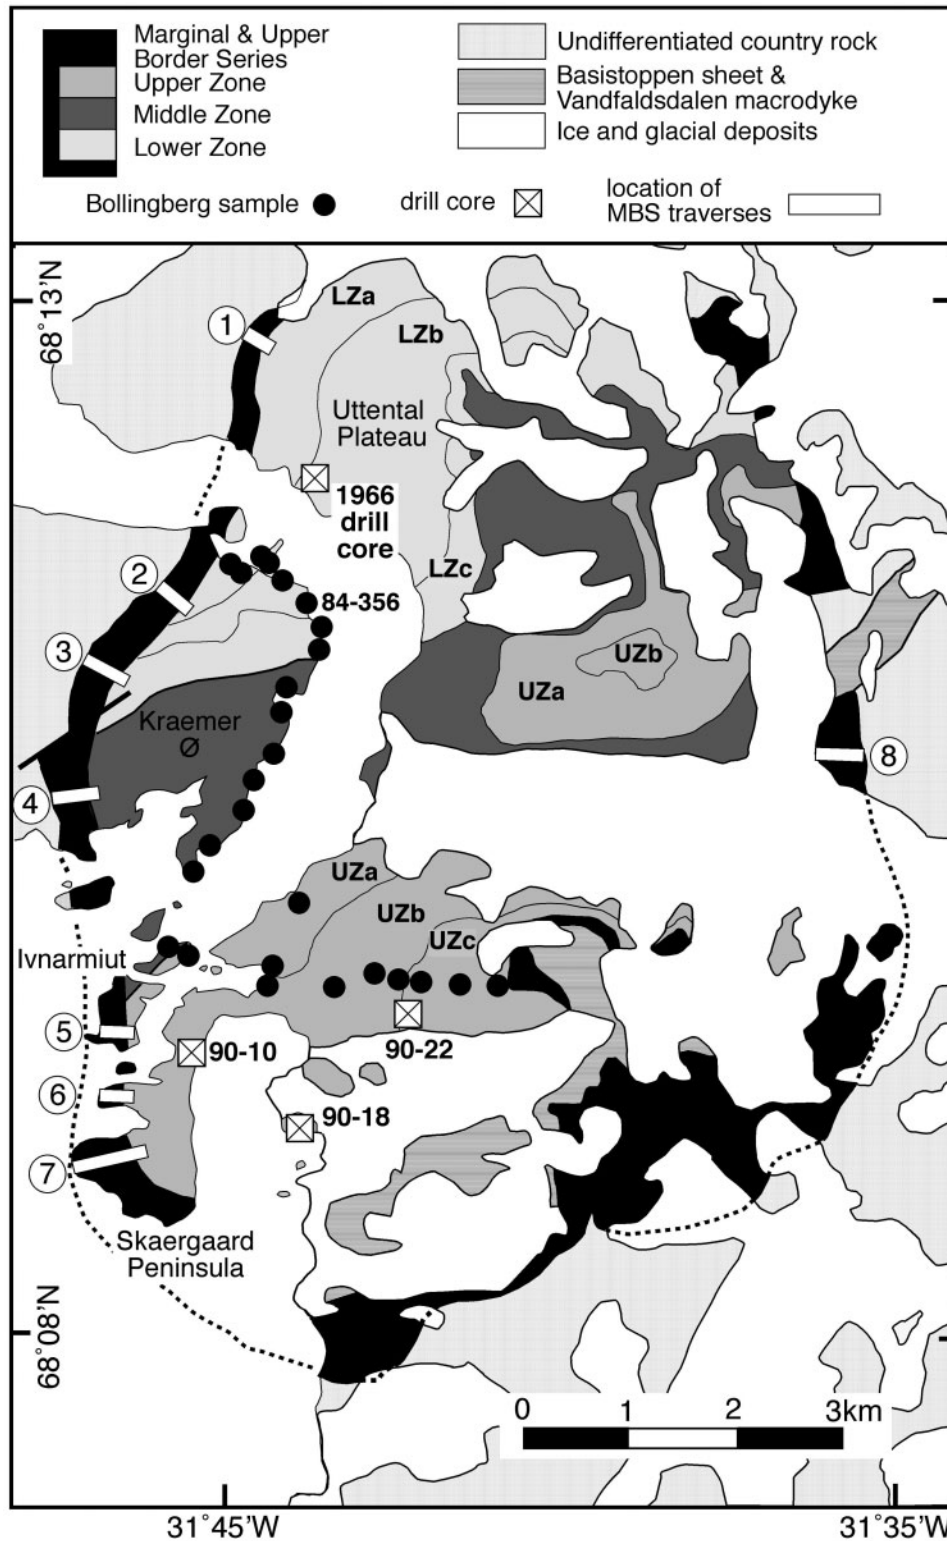 Marginal & Upper
Border Series
Upper Zone
Middle Zone
Lower Zone
Undifferentiated country rock
Basistoppen sheet &
Vandfaldsdalen macrodyke
Ice and glacial deposits
Bollingberg sample
drill core
location of
MBS traverses
68°13'N
LZa
1
LZb
Uttental
Plateau
1966
drill
core
2
LZc
84-356
3
UZb
UZa
Kraemer
Ø
8
4
UZa
UZb
UZc
Ivnarmiut
5
90-10
90-22
6
90-18
7
Skaergaard
Peninsula
68°08'N
0
1
2
3km
31°45'W
31°35'W